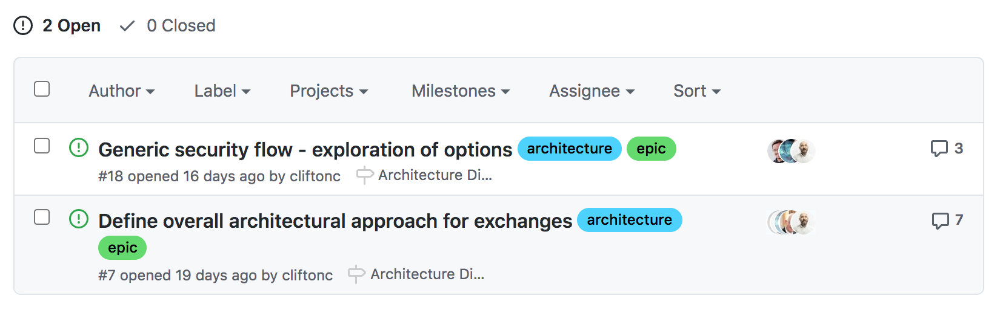 2 Open 0 Closed
Author Label Projects Milestones Assignee Sort
Generic security flow - exploration of options architecture epic 3
#18 opened 16 days ago by cliftonc Architecture Di...
Define overall architectural approach for exchanges architecture 7
epic
#7 opened 19 days ago by cliftonc Architecture Di...